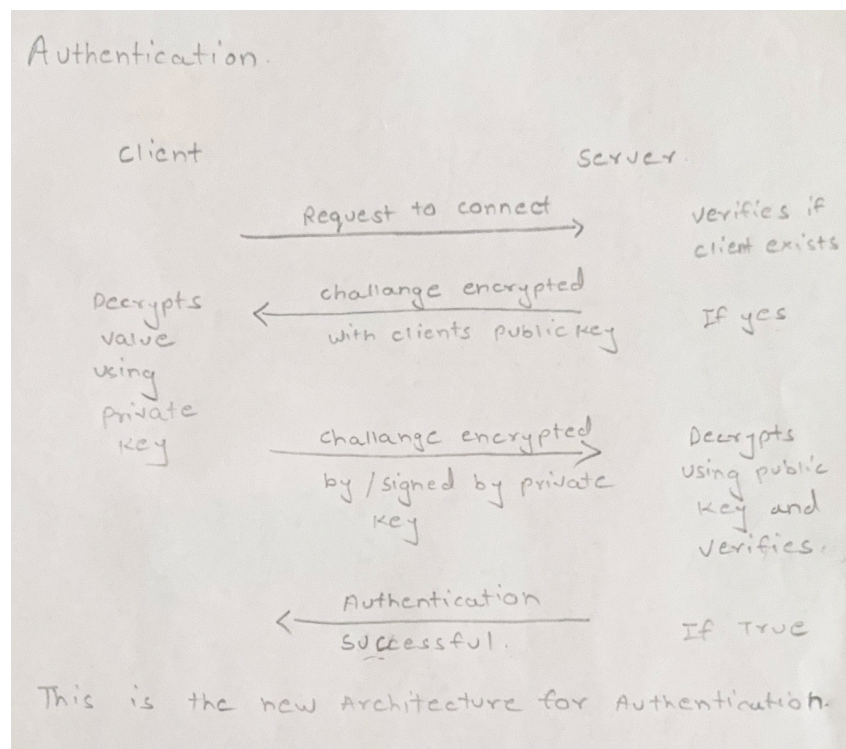 Authentication.
Client
Server.
Request to connect
verifies if
client exists
challange encrypted
with clients public key
If yes
Decrypts
value
using
private
key
challange encrypted
by / signed by private
key
Decrypts
using public
key and
verifies.
Authentication
successful.
If True
This is the new Architecture for Authentication.